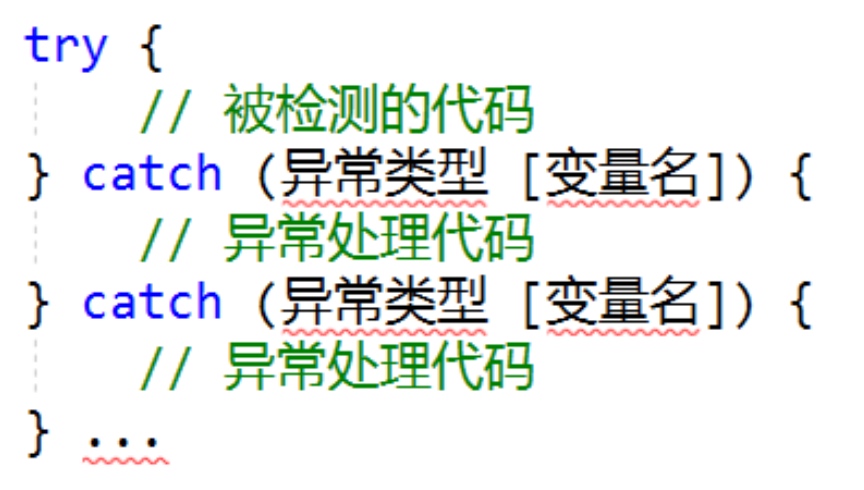 try {
    // 被检测的代码
} catch (异常类型 [变量名]) {
    // 异常处理代码
} catch (异常类型 [变量名]) {
    // 异常处理代码
} ...